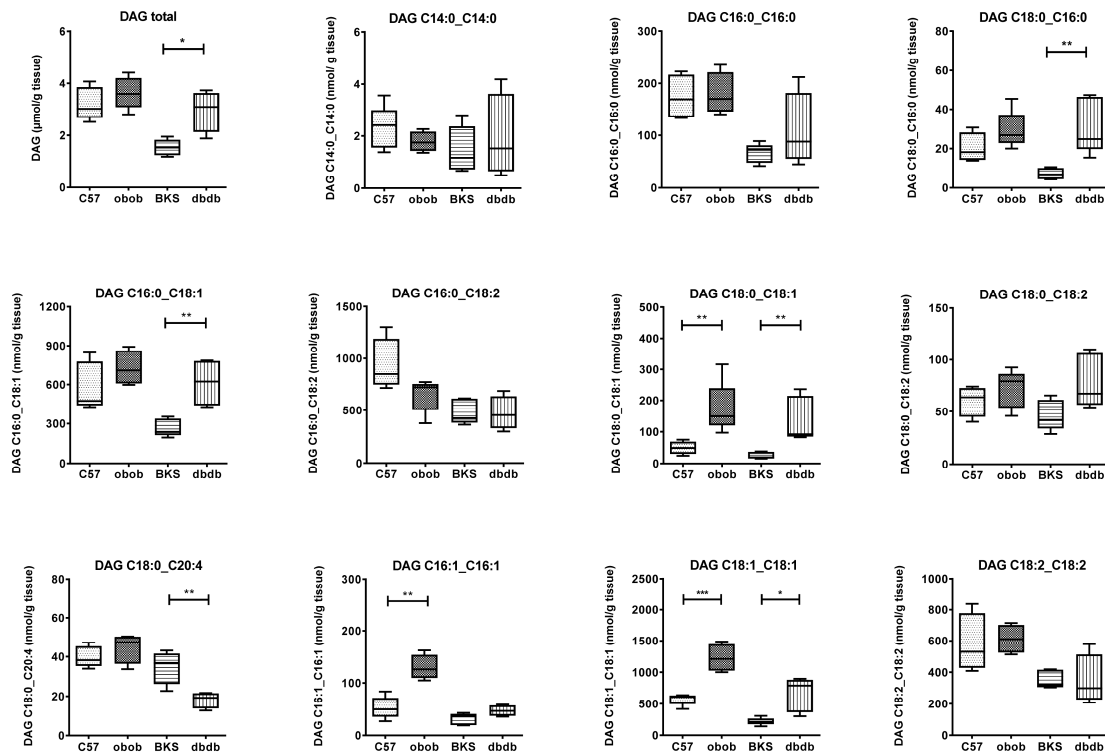 DAG total
DAG C14:0_C14:0
DAG C16:0_C16:0
DAG C18:0_C16:0
DAG (µmol/g tissue)
6
4
2
0
*
C57 obob BKS dbdb
DAG C14:0_C14:0 (nmol/ g tissue)
6
4
2
0
C57 obob BKS dbdb
DAG C16:0_C16:0 (nmol/g tissue)
300
200
100
0
C57 obob BKS dbdb
DAG C18:0_C16:0 (nmol/g tissue)
80
60
40
20
0
**
C57 obob BKS dbdb
DAG C16:0_C18:1
DAG C16:0_C18:2
DAG C18:0_C18:1
DAG C18:0_C18:2
DAG C16:0_C18:1 (nmol/g tissue)
1200
900
600
300
0
**
C57 obob BKS dbdb
DAG C16:0_C18:2 (nmol/g tissue)
1500
1000
500
0
C57 obob BKS dbdb
DAG C18:0_C18:1 (nmol/g tissue)
500
400
300
200
100
0
** **
C57 obob BKS dbdb
DAG C18:0_C18:2 (nmol/g tissue)
150
100
50
0
C57 obob BKS dbdb
DAG C18:0_C20:4
DAG C16:1_C16:1
DAG C18:1_C18:1
DAG C18:2_C18:2
DAG C18:0_C20:4 (nmol/g tissue)
80
60
40
20
0
**
C57 obob BKS dbdb
DAG C16:1_C16:1 (nmol/g tissue)
300
200
100
0
**
C57 obob BKS dbdb
DAG C18:1_C18:1 (nmol/g tissue)
2500
2000
1500
1000
500
0
*** *
C57 obob BKS dbdb
DAG C18:2_C18:2 (nmol/g tissue)
1000
800
600
400
200
0
C57 obob BKS dbdb